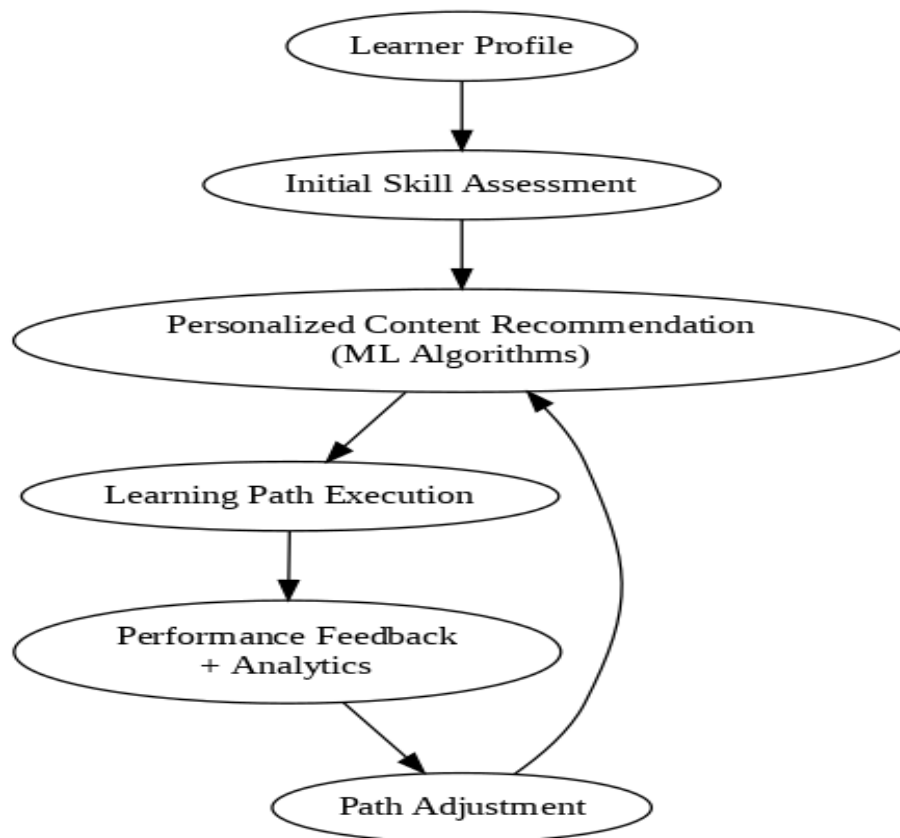 Learner Profile
Initial Skill Assessment
Personalized Content Recommendation
(ML Algorithms)
Learning Path Execution
Performance Feedback
+ Analytics
Path Adjustment